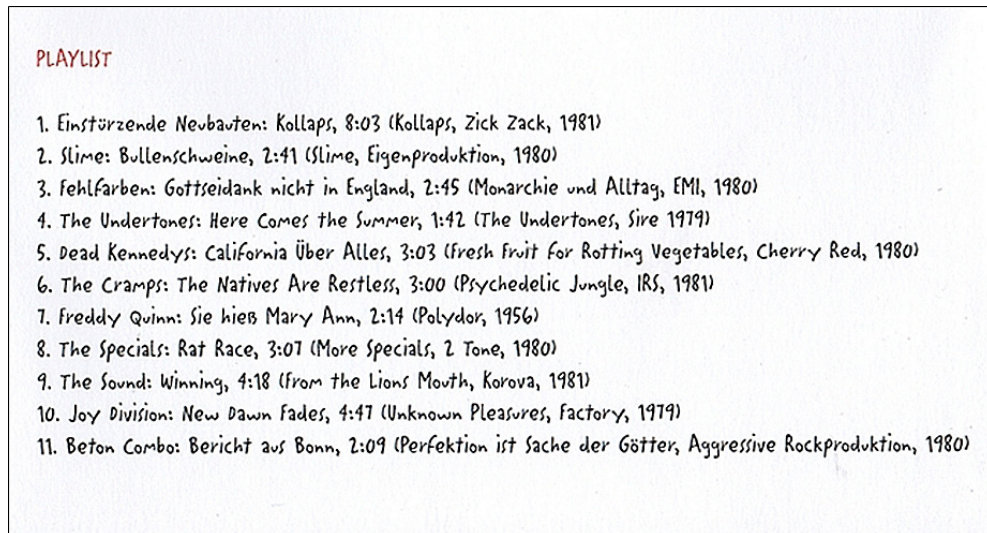 PLAYLIST
1. Einstürzende Neubauten: Kollaps, 8:03 (Kollaps, Zick Zack, 1981)
2. Slime: Bullenschweine, 2:41 (Slime, Eigenproduktion, 1980)
3. Fehlfarben: Gottseidank nicht in England, 2:45 (Monarchie und Alltag, EMI, 1980)
4. The Undertones: Here Comes the Summer, 1:42 (The Undertones, Sire 1979)
5. Dead Kennedys: California Über Alles, 3:03 (Fresh Fruit for Rotting Vegetables, Cherry Red, 1980)
6. The Cramps: The Natives Are Restless, 3:00 (Psychedelic Jungle, IRS, 1981)
7. Freddy Quinn: Sie hieß Mary Ann, 2:14 (Polydor, 1956)
8. The Specials: Rat Race, 3:07 (More Specials, 2 Tone, 1980)
9. The Sound: Winning, 4:18 (From the Lions Mouth, Korova, 1981)
10. Joy Division: New Dawn Fades, 4:47 (Unknown Pleasures, Factory, 1979)
11. Beton Combo: Bericht aus Bonn, 2:09 (Perfektion ist Sache der Götter, Aggressive Rockproduktion, 1980)